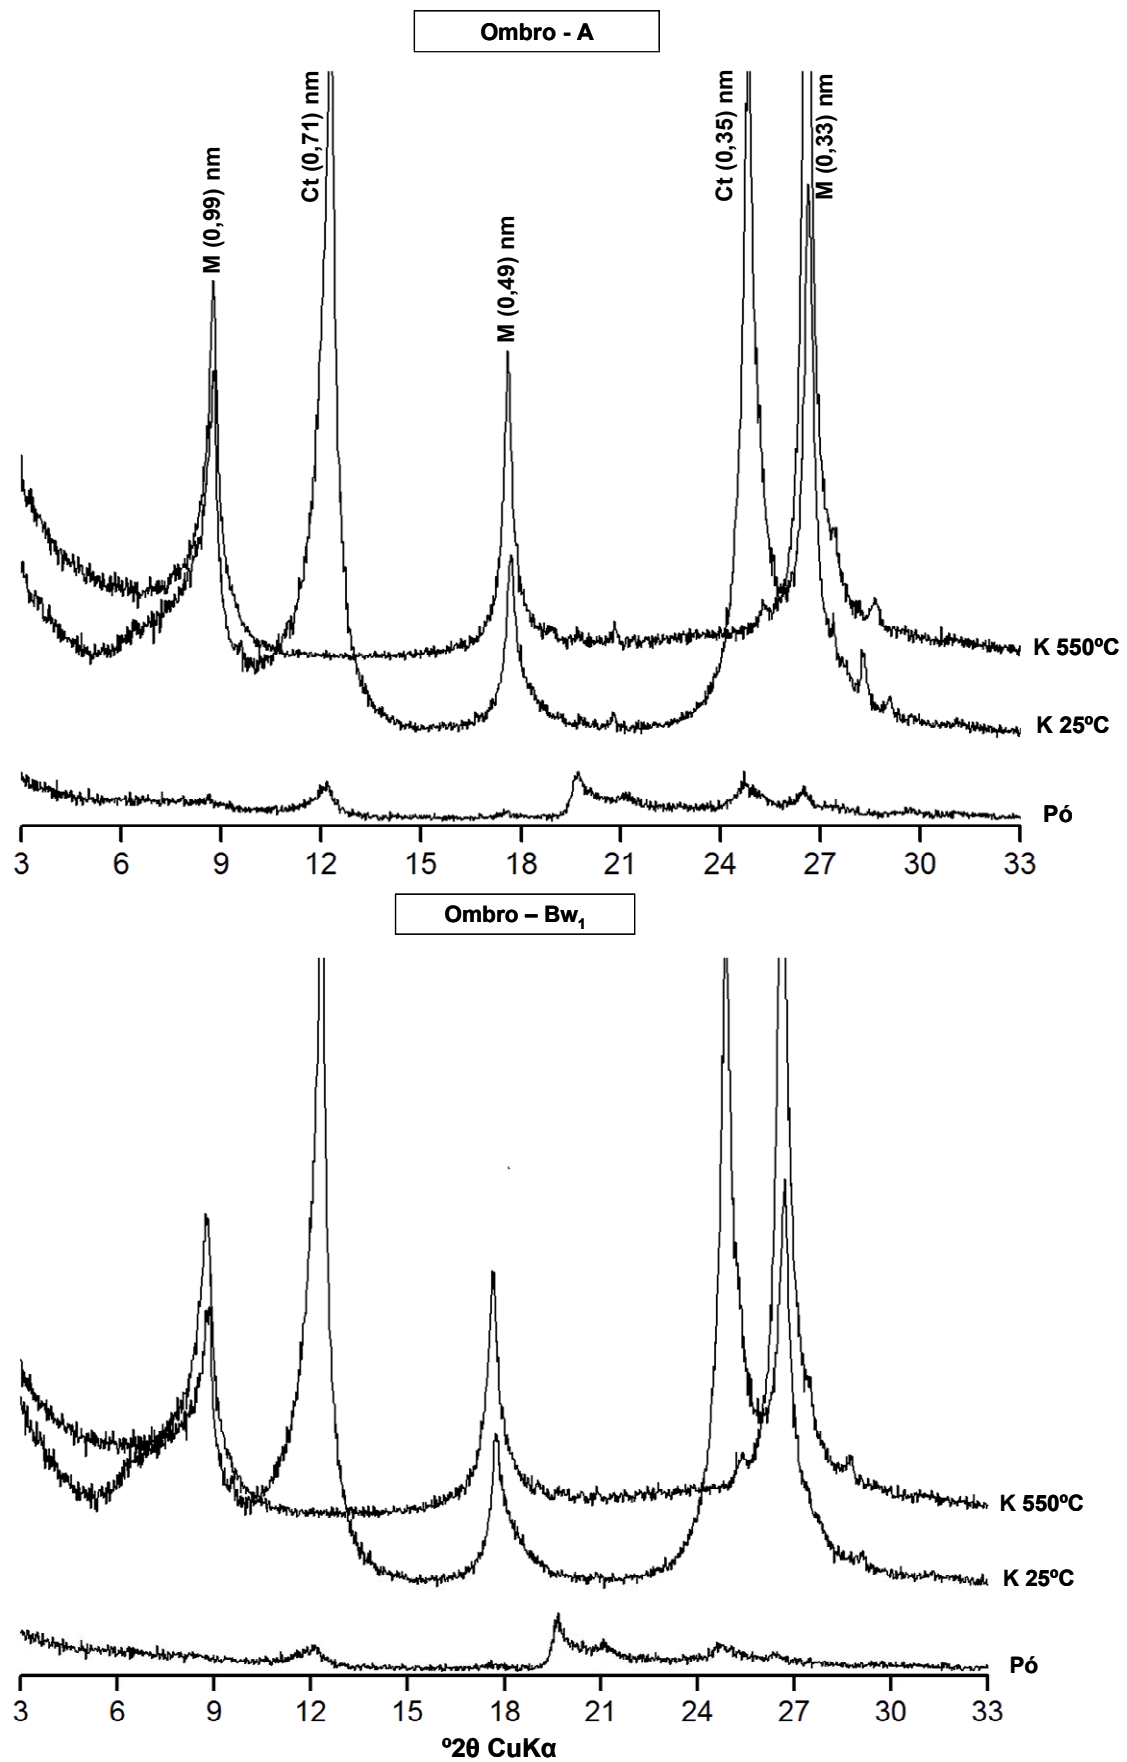 Ombro - A
M (0,99) nm
Ct (0,71) nm
M (0,49) nm
Ct (0,35) nm
M (0,33) nm
K 550ºC
K 25ºC
Pó
3 6 9 12 15 18 21 24 27 30 33
Ombro – Bw₁
K 550ºC
K 25ºC
Pó
3 6 9 12 15 18 21 24 27 30 33
º2θ CuKα